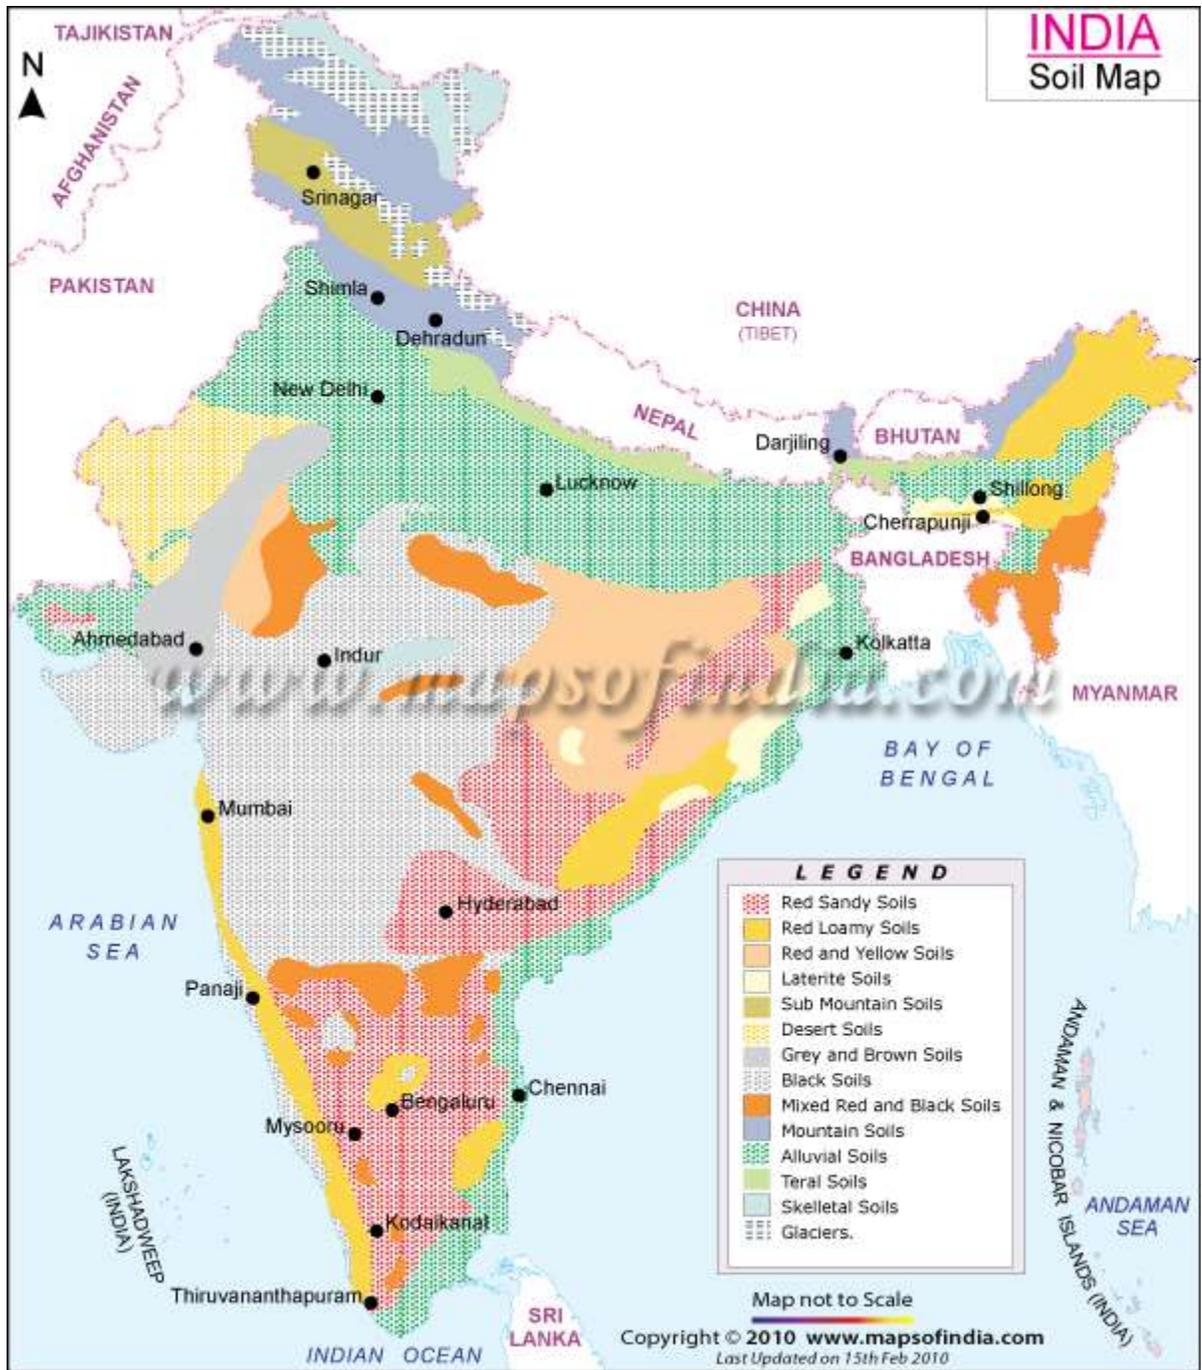 INDIA
Soil Map
TAJIKISTAN
N
AFGHANISTAN
Srinagar
PAKISTAN
Shimla
CHINA
(TIBET)
Dehradun
New Delhi
NEPAL
Darjiling
BHUTAN
Lucknow
Shillong
Cherrapunji
BANGLADESH
Ahmedabad
Indur
Kolkatta
www.mapsofindia.com
MYANMAR
BAY OF
BENGAL
Mumbai
LEGEND
Red Sandy Soils
Red Loamy Soils
Red and Yellow Soils
Laterite Soils
Sub Mountain Soils
Desert Soils
Grey and Brown Soils
Black Soils
Mixed Red and Black Soils
Mountain Soils
Alluvial Soils
Teral Soils
Skelletal Soils
Glaciers.
Hyderabad
ARABIAN
SEA
Panaji
Chennai
Bengaluru
Mysooru
LAKSHADWEEP
(INDIA)
Kodaikanal
ANDAMAN & NICOBAR ISLANDS (INDIA)
ANDAMAN
SEA
Thiruvananthapuram
SRI
LANKA
INDIAN OCEAN
Map not to Scale
Copyright © 2010 www.mapsofindia.com
Last Updated on 15th Feb 2010